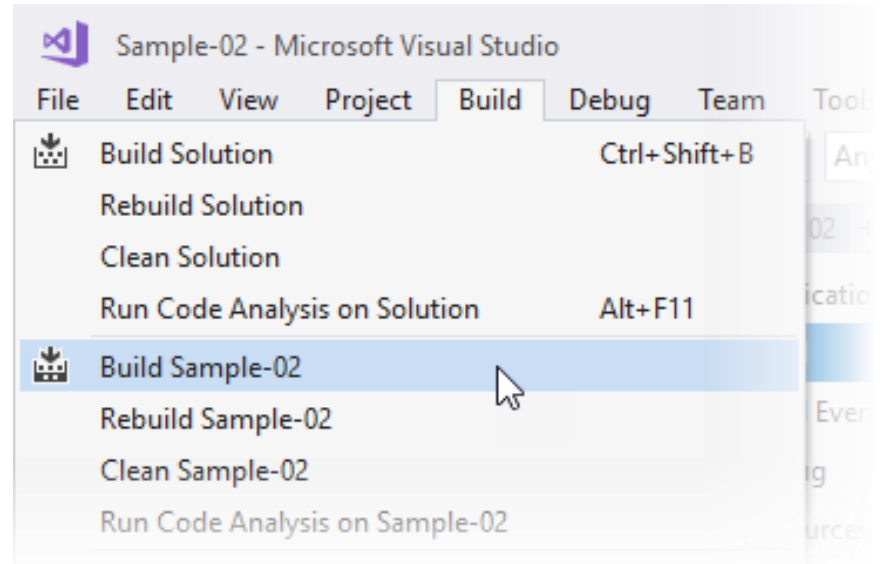 Sample-02 - Microsoft Visual Studio
File Edit View Project Build Debug Team Tools
Build Solution Ctrl+Shift+B
Rebuild Solution
02
Clean Solution
Run Code Analysis on Solution Alt+F11
Build Sample-02
Rebuild Sample-02
Clean Sample-02
Run Code Analysis on Sample-02